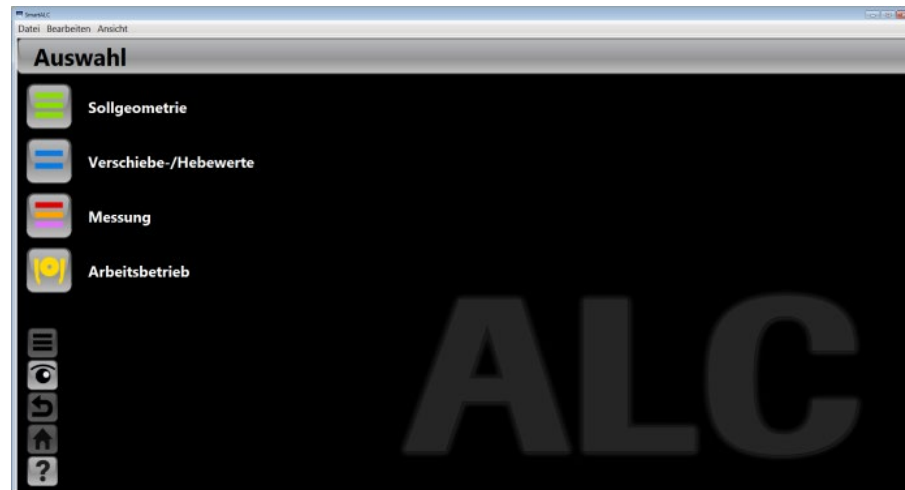 SmartALC
Datei Bearbeiten Ansicht
Auswahl
Sollgeometrie
Verschiebe-/Hebewerte
Messung
Arbeitsbetrieb
ALC
?